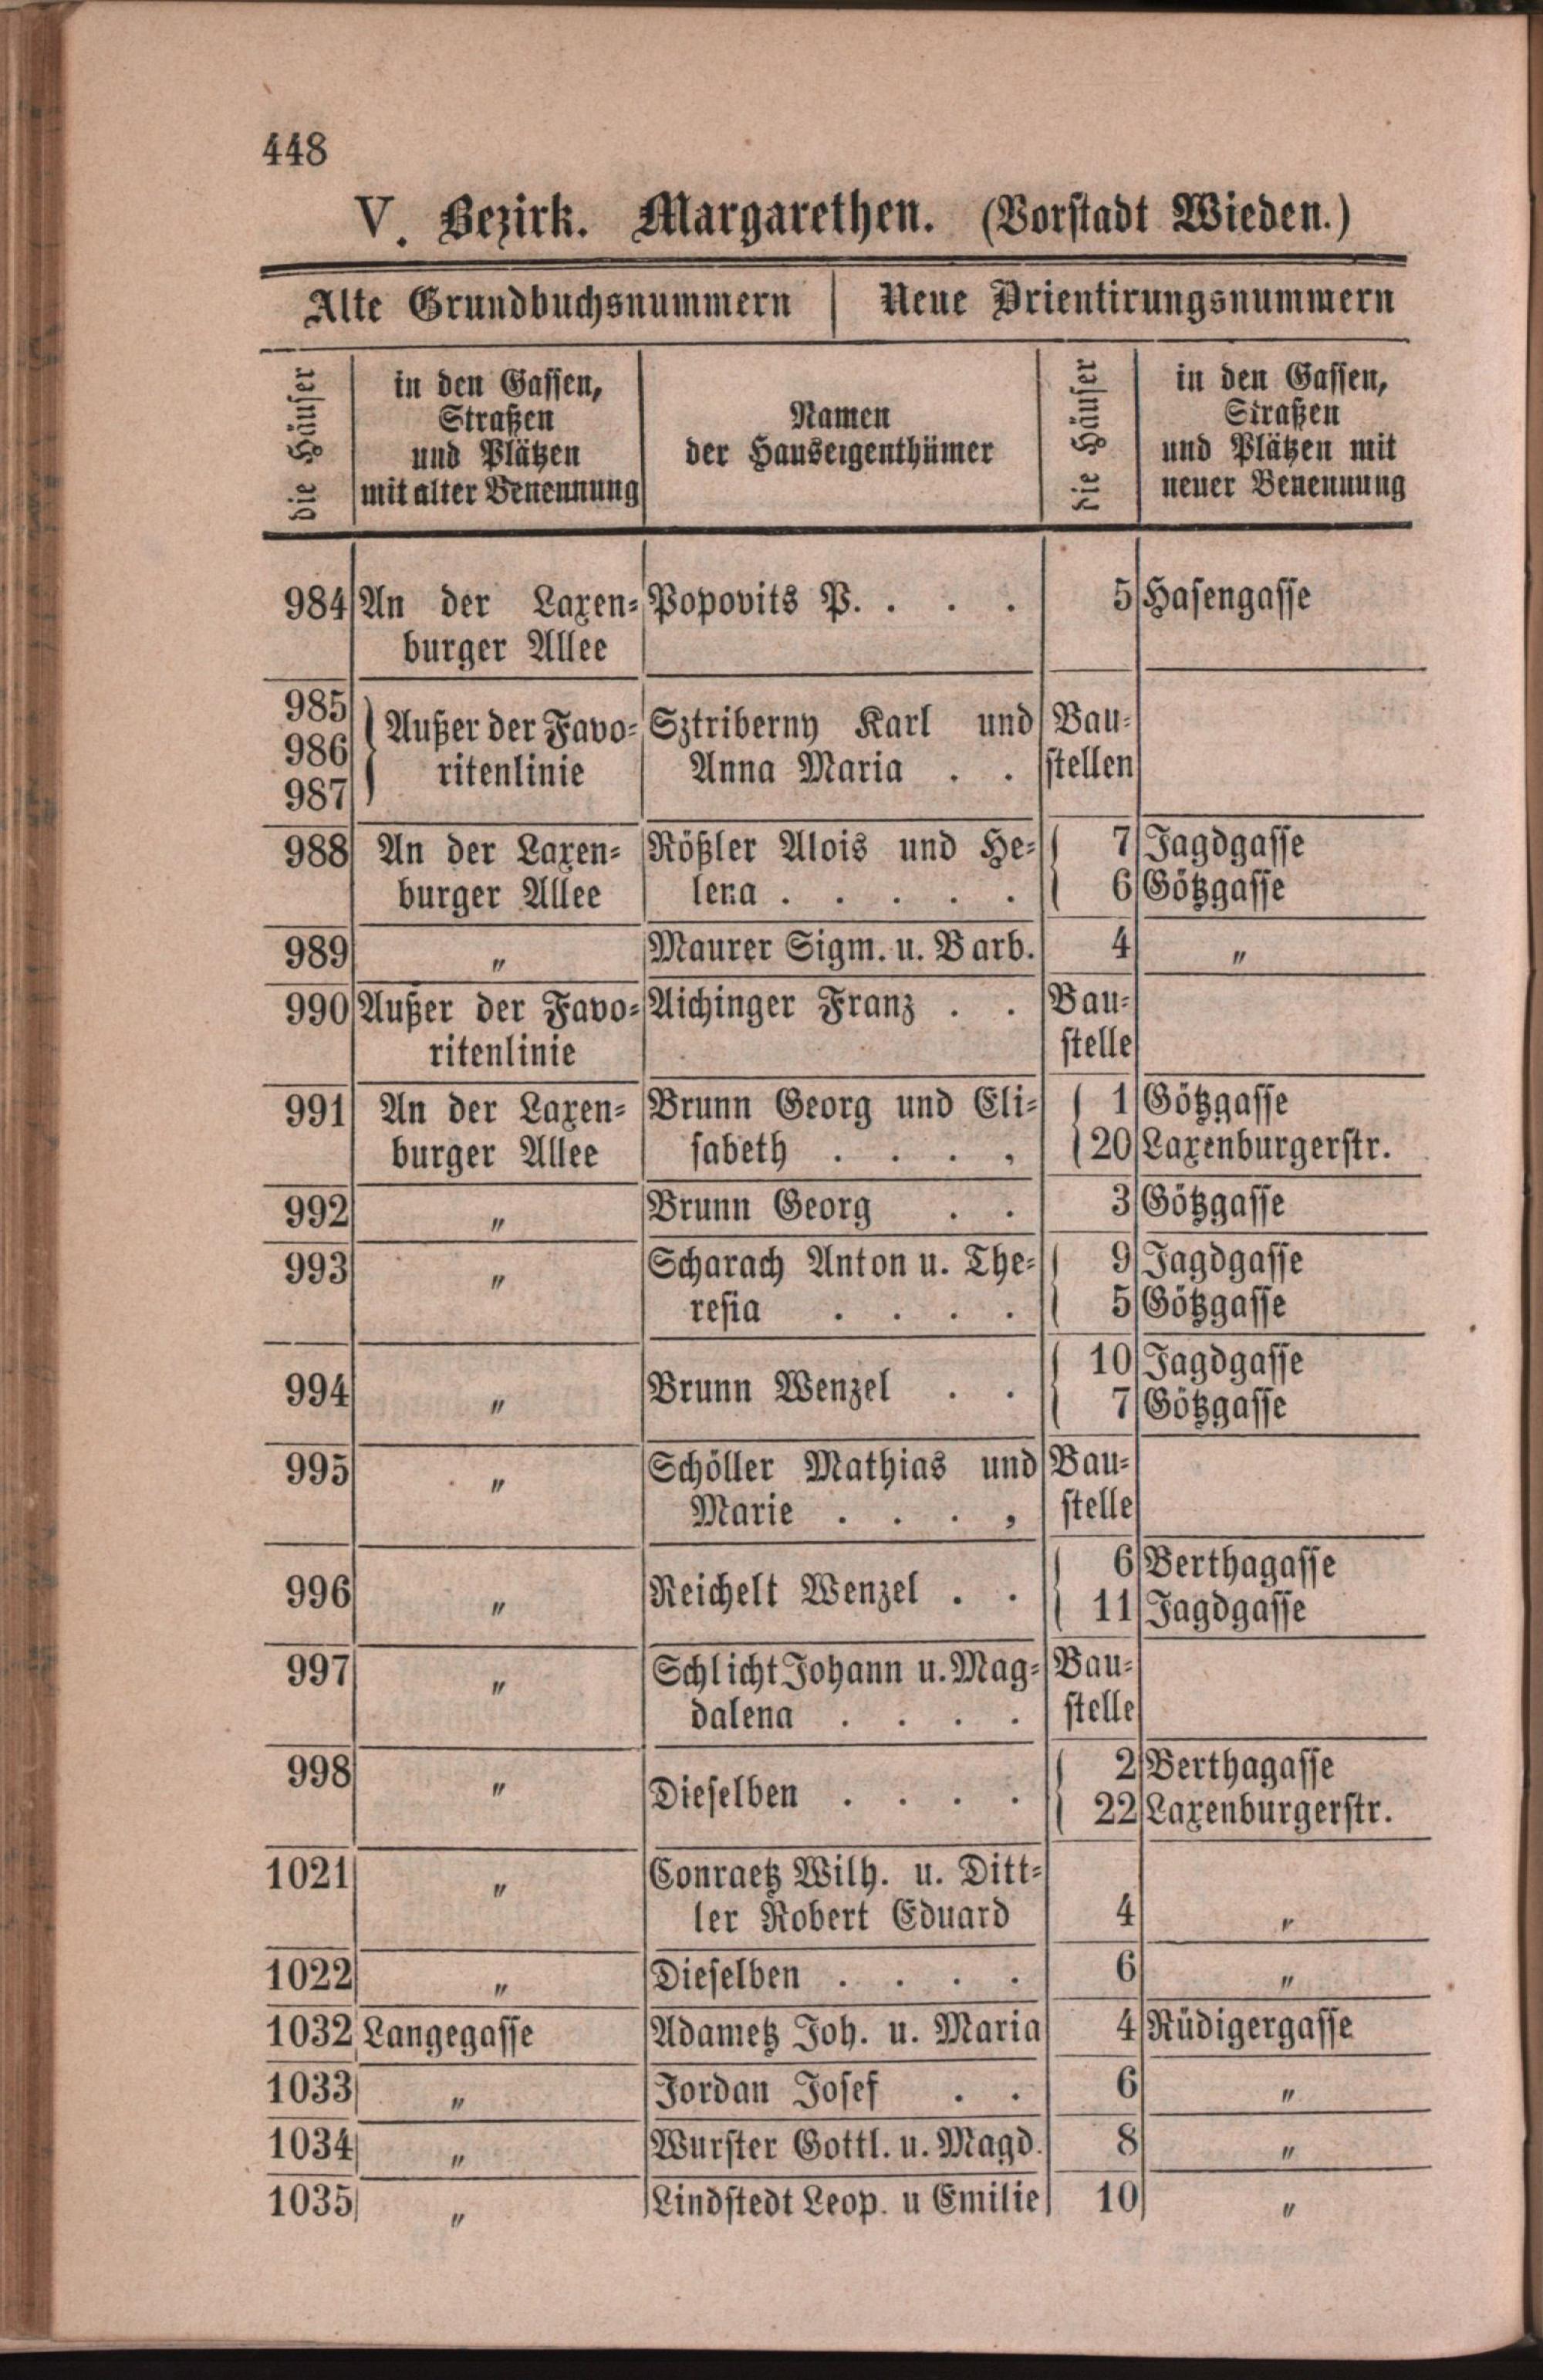 448
V. Bezirk. Margarethen. (Vorstadt Wieden.)
Alte Grundbuchsnummern | Neue Orientirungsnummern
die Häuser
in den Gassen,
Straßen
und Plätzen
mit alter Benennung
Namen
der Hauseigenthümer
die Häuser
in den Gassen,
Straßen
und Plätzen mit
neuer Benennung
984 An der Laxen- Popovits P. . . . 5 Hasengasse
burger Allee
985
986
987
Außer der Favo- Sztriberny Karl und Bau-
ritenlinie Anna Maria . . stellen
988 An der Laxen- Rößler Alois und He- 7 Jagdgasse
burger Allee lena . . . . . 6 Götzgasse
989 " Maurer Sigm. u. Barb. 4 "
990 Außer der Favo- Aichinger Franz . . Bau-
ritenlinie stelle
991 An der Laxen- Brunn Georg und Eli- 1 Götzgasse
burger Allee sabeth . . . , 20 Laxenburgerstr.
992 " Brunn Georg . . 3 Götzgasse
993 " Scharach Anton u. The- 9 Jagdgasse
resia . . . . 5 Götzgasse
10 Jagdgasse
994 " Brunn Wenzel . .
7 Götzgasse
995 " Schöller Mathias und Bau-
Marie . . . , stelle
6 Berthagasse
996 " Reichelt Wenzel . .
11 Jagdgasse
997 " Schlicht Johann u. Mag- Bau-
dalena . . . . stelle
2 Berthagasse
998 " Dieselben . . . .
22 Laxenburgerstr.
1021 " Conraetz Wilh. u. Ditt-
ler Robert Eduard 4 "
1022 " Dieselben . . . . 6 "
1032 Langegasse Adametz Joh. u. Maria 4 Rüdigergasse
1033 " Jordan Josef . . 6 "
1034 " Wurster Gottl. u. Magd. 8 "
1035 " Lindstedt Leop. u Emilie 10 "